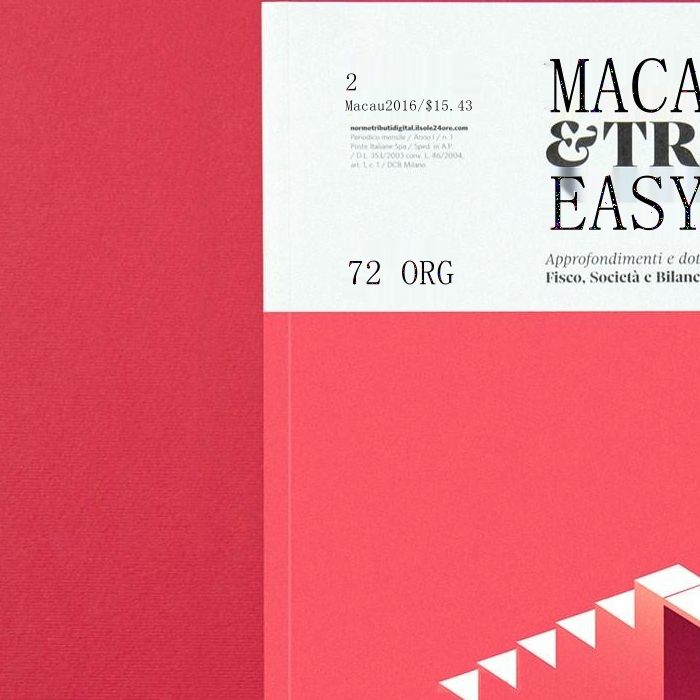 2
Macau2016/$15.43
normetributidigital.ilsole24ore.com
Periodico mensile / Anno I / n. 1
Poste Italiane Spa / Sped. in A.P.
/ D.L. 353/2003 conv. L. 46/2004,
art. 1, c. 1 / DCB Milano
72 ORG
MACA
&TR
EASY
Approfondimenti e dot
Fisco, Società e Bilanc